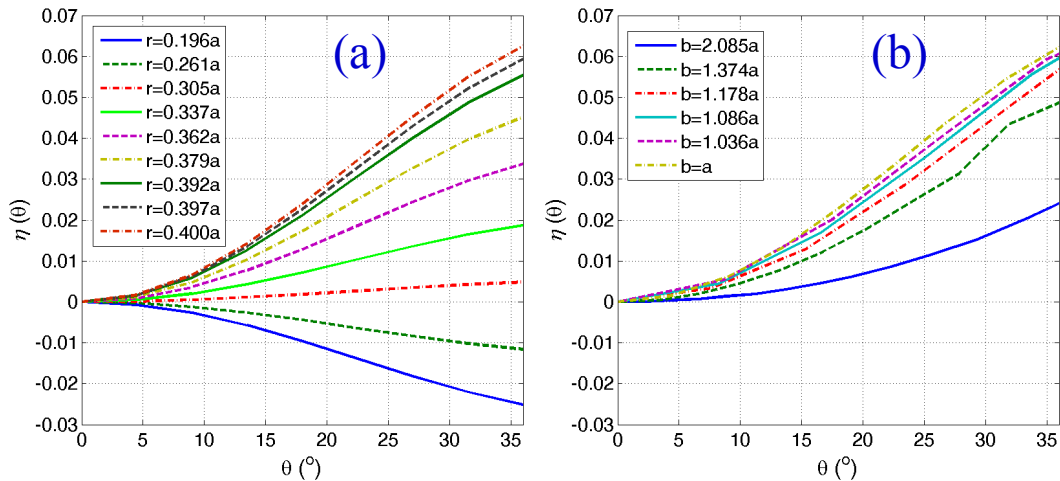 (a)
r=0.196a
r=0.261a
r=0.305a
r=0.337a
r=0.362a
r=0.379a
r=0.392a
r=0.397a
r=0.400a
0.07
0.06
0.05
0.04
0.03
0.02
0.01
0
-0.01
-0.02
-0.03
η (θ)
0 5 10 15 20 25 30 35
θ (°)
(b)
b=2.085a
b=1.374a
b=1.178a
b=1.086a
b=1.036a
b=a
0.07
0.06
0.05
0.04
0.03
0.02
0.01
0
-0.01
-0.02
-0.03
η (θ)
0 5 10 15 20 25 30 35
θ (°)